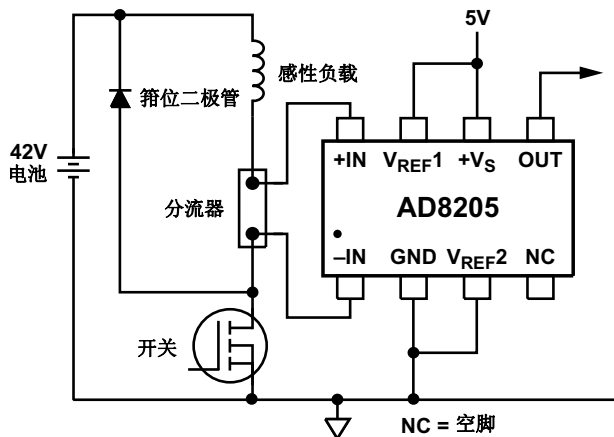 5V
感性负载
箝位二极管
42V
电池
分流器
开关
+IN VREF1 +VS OUT
AD8205
–IN GND VREF2 NC
NC = 空脚